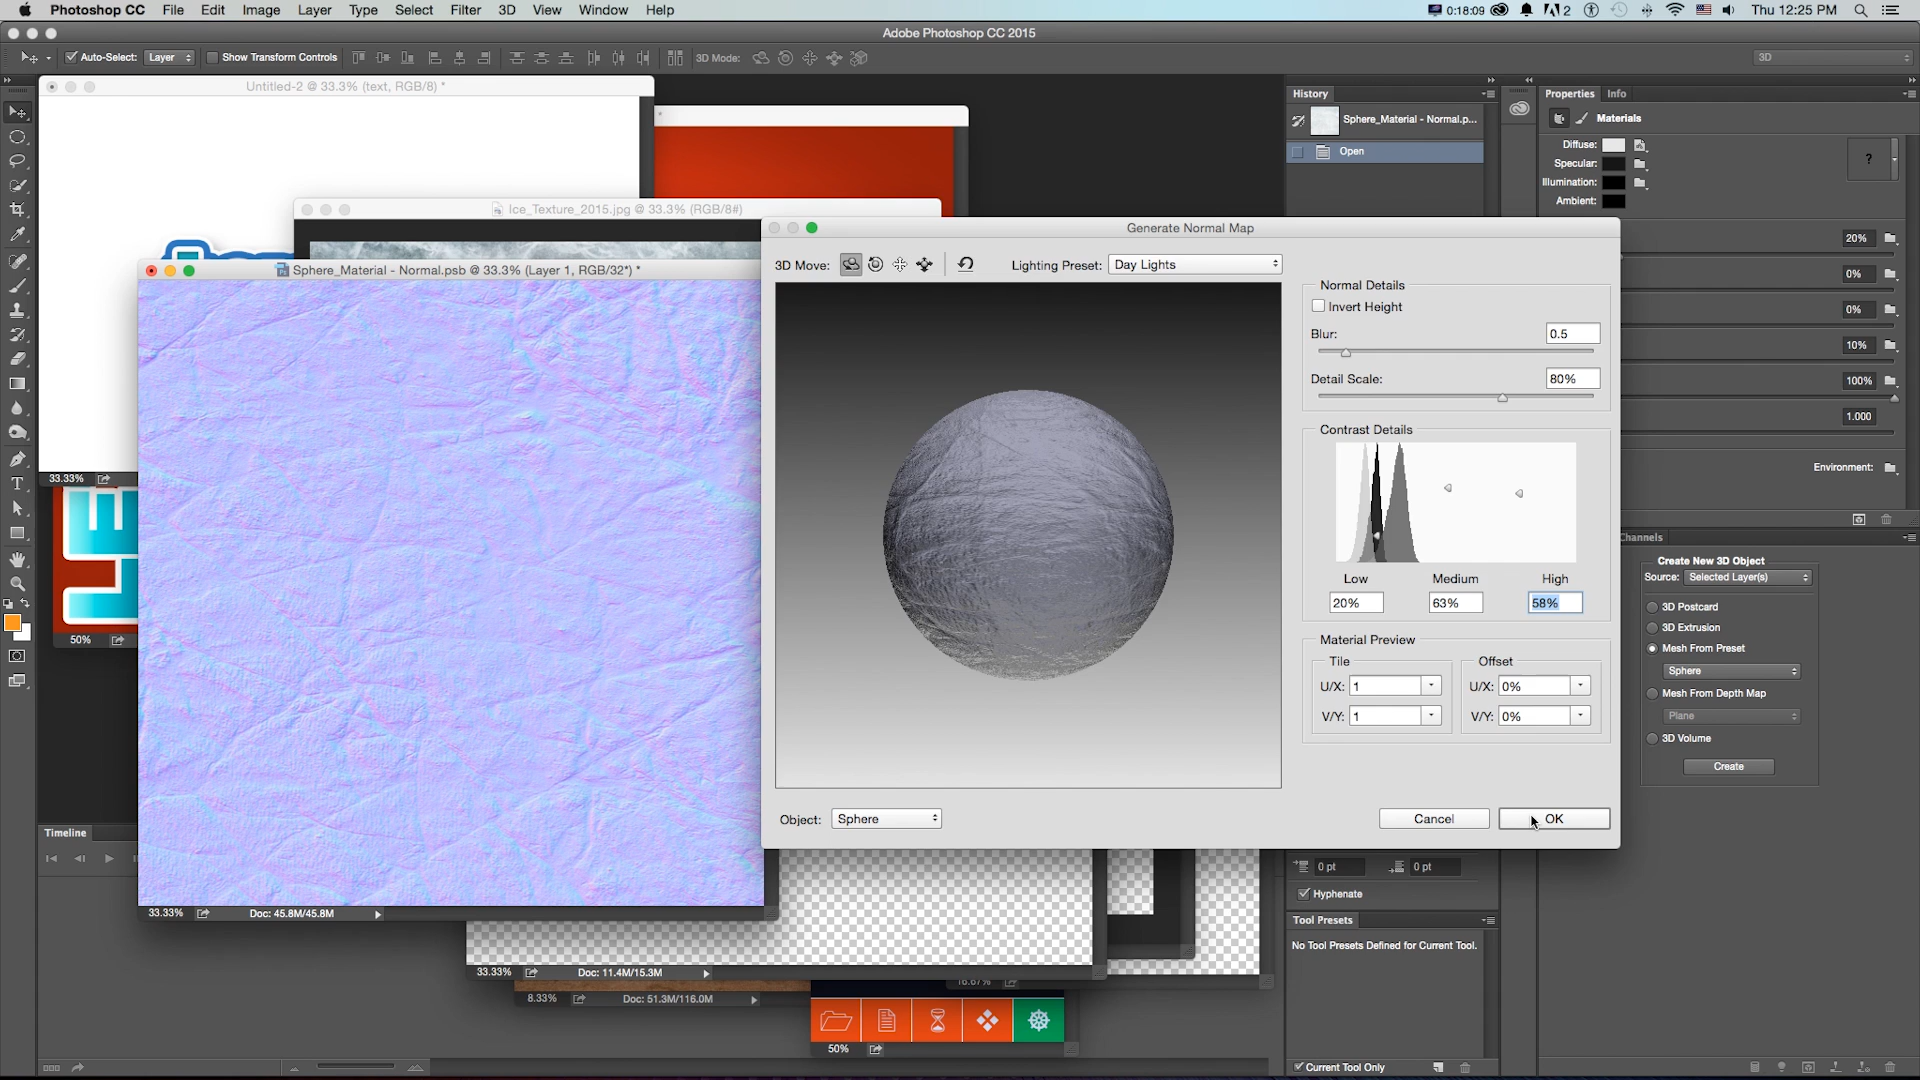 Photoshop CC File Edit Image Layer Type Select Filter 3D View Window Help 0:18:09 2 Thu 12:25 PM
Adobe Photoshop CC 2015
Auto-Select: Layer Show Transform Controls 3D Mode: 3D
Untitled-2 @ 33.3% (text, RGB/8) *
Ice_Texture_2015.jpg @ 33.3% (RGB/8#)
Sphere_Material - Normal.psb @ 33.3% (Layer 1, RGB/32*) *
33.33%
50%
33.33% Doc: 45.8M/45.8M
Timeline
33.33% Doc: 11.4M/15.3M
8.33% Doc: 51.3M/116.0M
16.67%
50%
Generate Normal Map
3D Move: Lighting Preset: Day Lights
Normal Details
Invert Height
Blur: 0.5
Detail Scale: 80%
Contrast Details
Low Medium High
20% 63% 58%
Material Preview
Tile Offset
U/X: 1 U/X: 0%
V/Y: 1 V/Y: 0%
Object: Sphere Cancel OK
History
Sphere_Material - Normal.p...
Open
Properties Info
Materials
Diffuse:
Specular:
Illumination:
Ambient:
?
20%
0%
0%
10%
100%
1.000
Environment:
Channels
Create New 3D Object
Source: Selected Layer(s)
3D Postcard
3D Extrusion
Mesh From Preset
Sphere
Mesh From Depth Map
Plane
3D Volume
Create
0 pt 0 pt
Hyphenate
Tool Presets
No Tool Presets Defined for Current Tool.
Current Tool Only